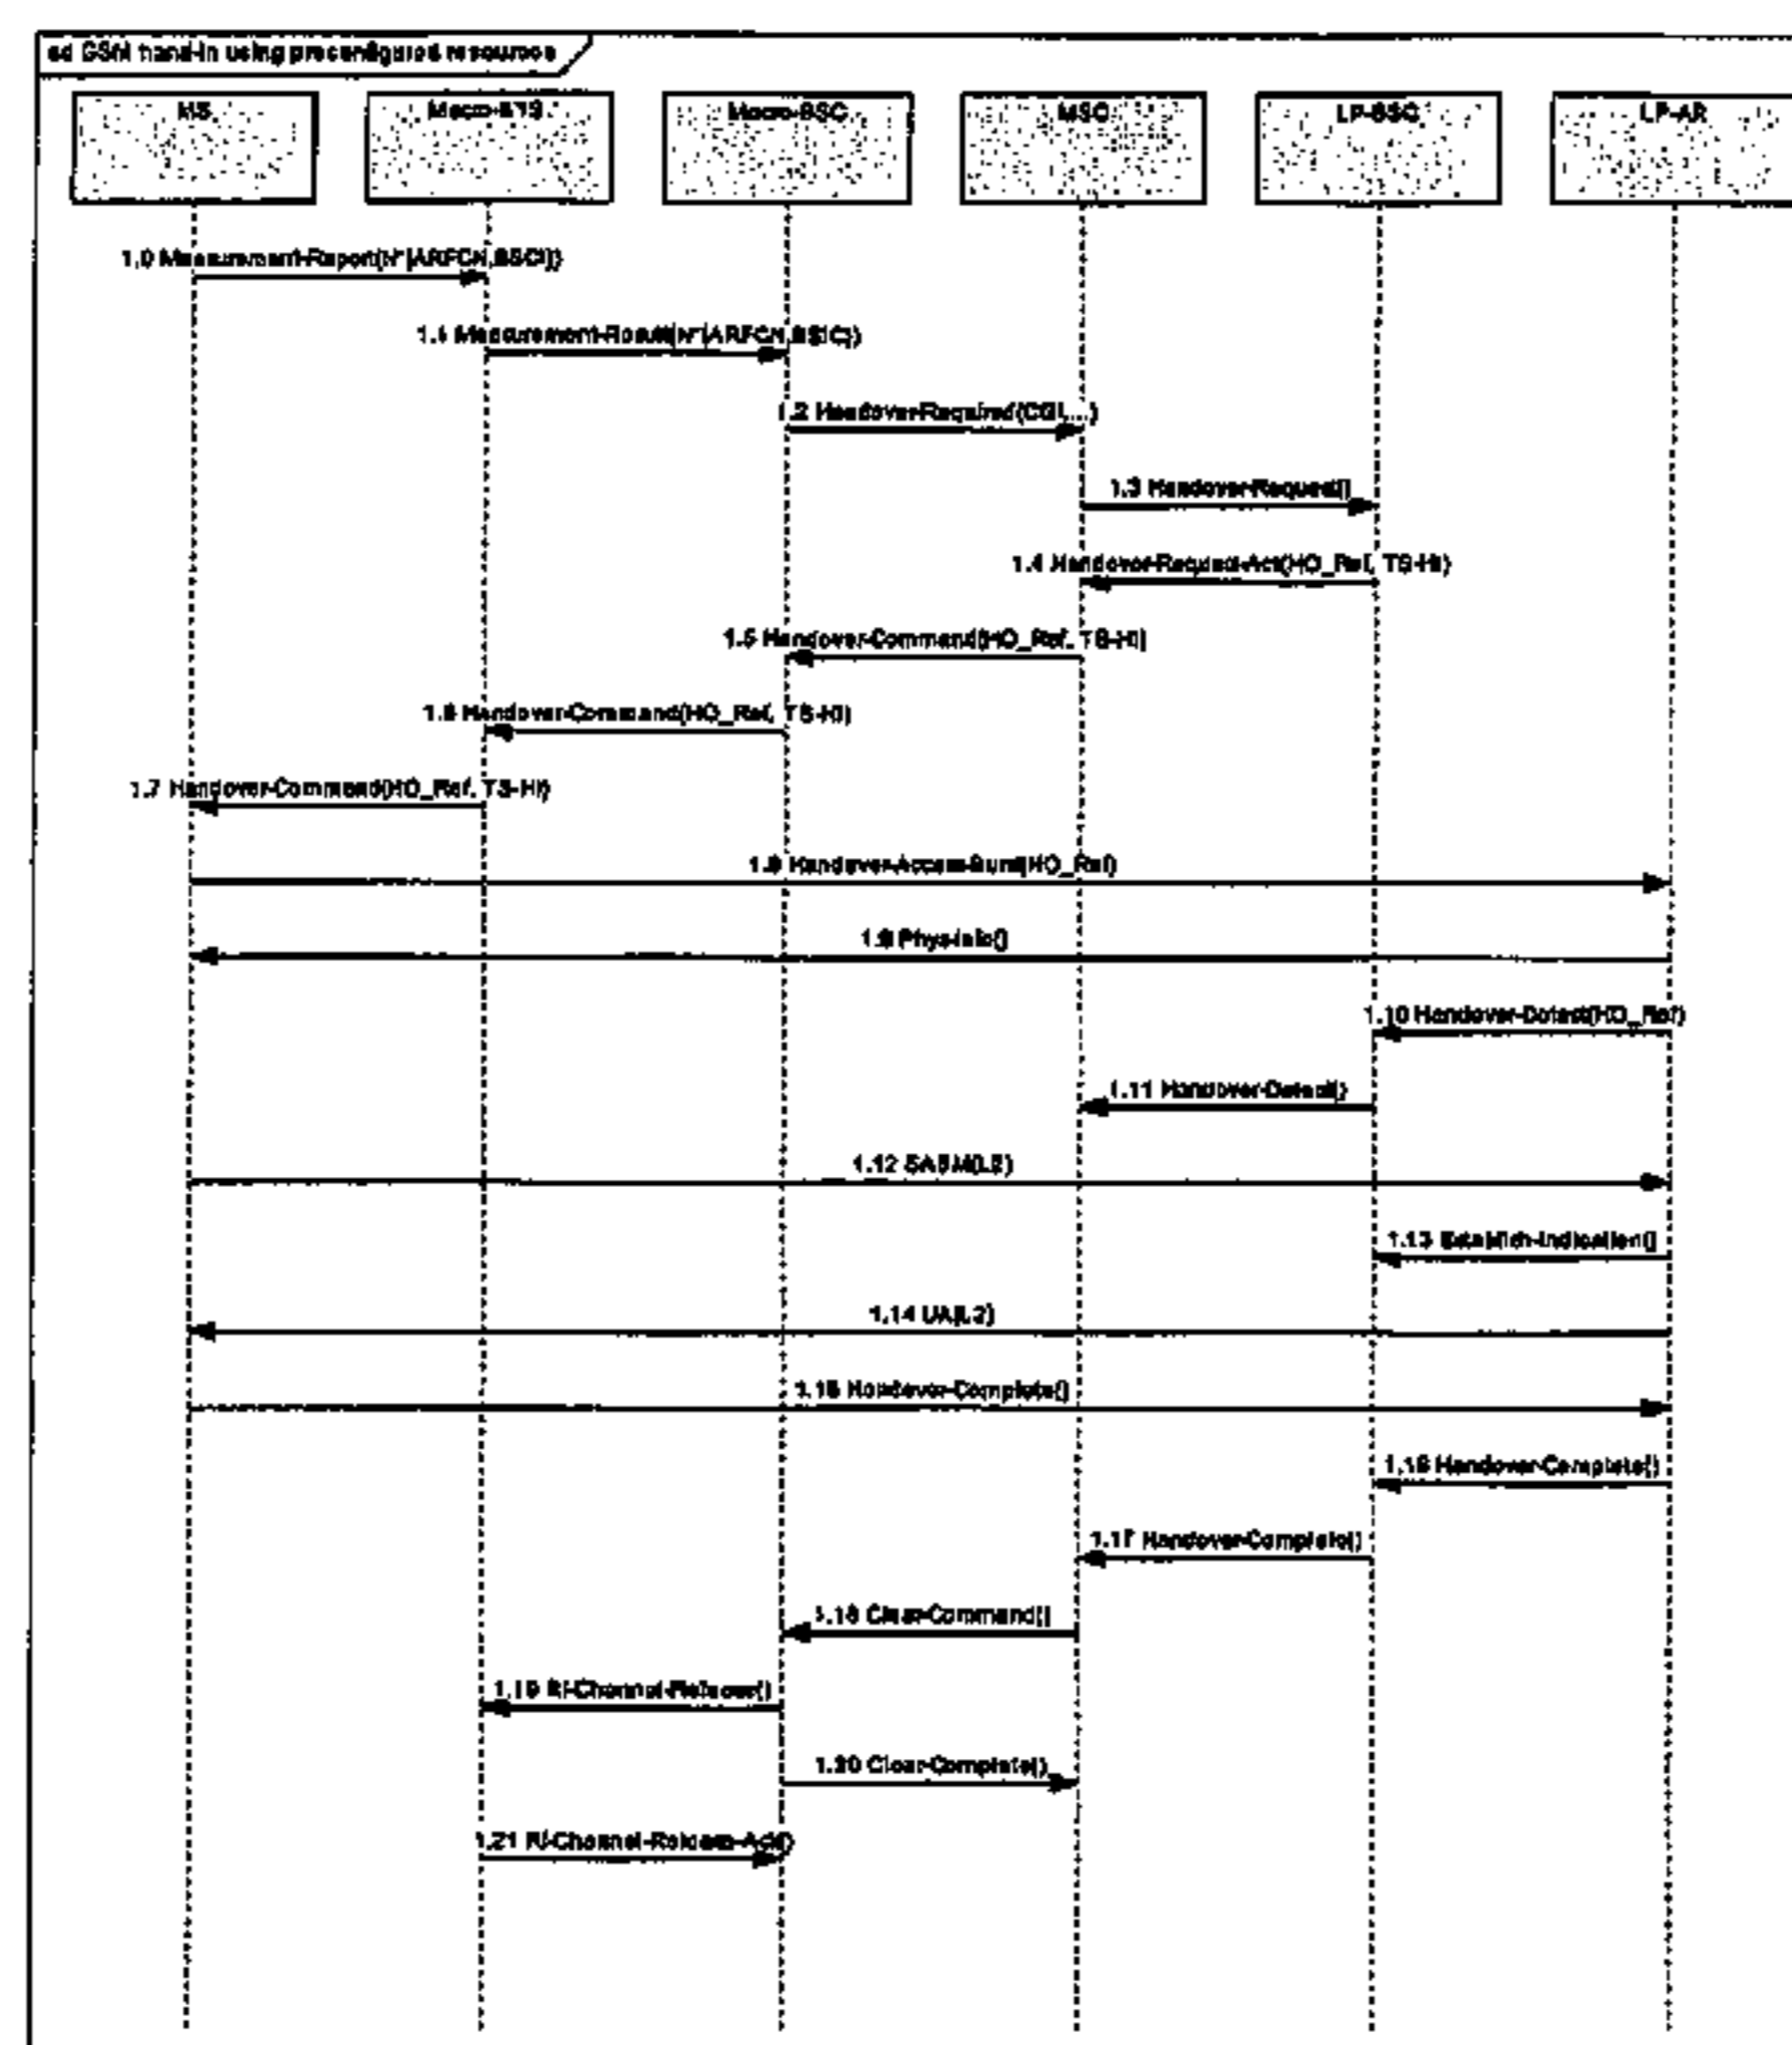 sd GSM hand-in using preconfigured resources
MS
Macro-BTS
Macro-BSC
MSC
LP-BSC
LP-AR
1.0 Measurement-Report(N*[ARFCN,BSCI])
1.1 Measurement-Result(N*[ARFCN,BSIC])
1.2 Handover-Required(CGI,...)
1.3 Handover-Request()
1.4 Handover-Request-Act(HO_Ref, TS-HI)
1.5 Handover-Command(HO_Ref, TS-HI)
1.6 Handover-Command(HO_Ref, TS-HI)
1.7 Handover-Command(HO_Ref, TS-HI)
1.8 Handover-Access-Burst(HO_Ref)
1.9 Phys-Info()
1.10 Handover-Detect(HO_Ref)
1.11 Handover-Detect()
1.12 SABM(L2)
1.13 Establish-Indication()
1.14 UA(L2)
1.15 Handover-Complete()
1.16 Handover-Complete()
1.17 Handover-Complete()
1.18 Clear-Command()
1.19 Rf-Channel-Release()
1.20 Clear-Complete()
1.21 Rf-Channel-Release-Ack()